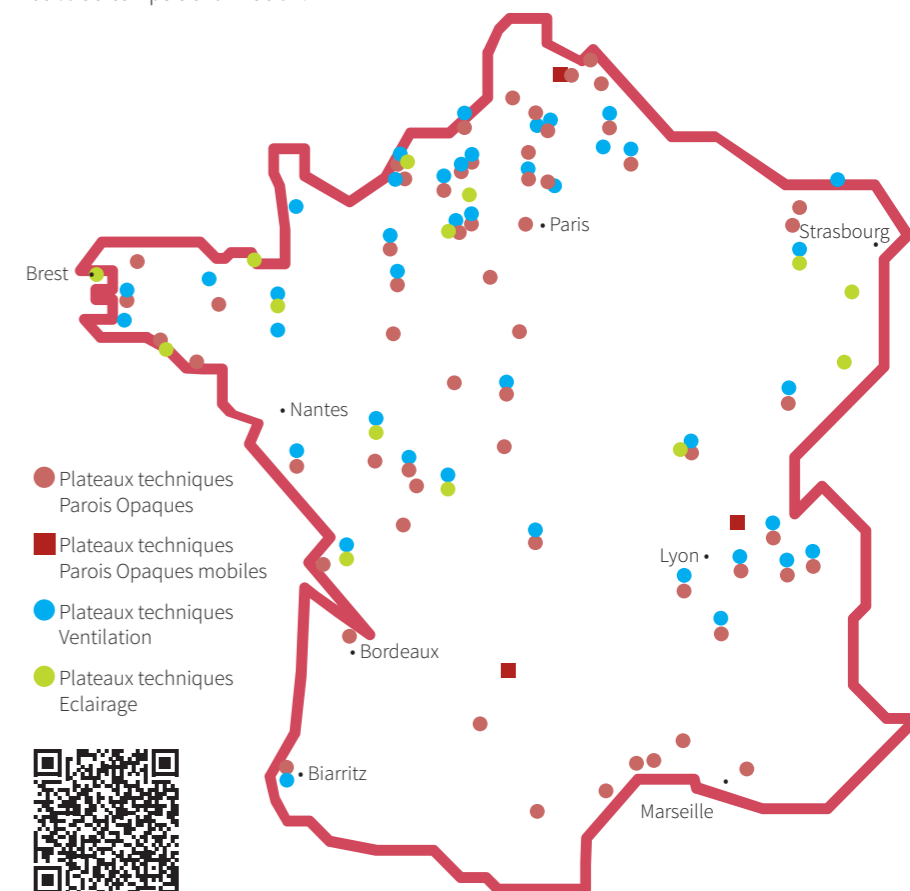 Paris
Strasbourg
Brest
Nantes
Plateaux techniques
Parois Opaques
Plateaux techniques
Parois Opaques mobiles
Lyon
Plateaux techniques
Ventilation
Bordeaux
Plateaux techniques
Eclairage
Biarritz
Marseille